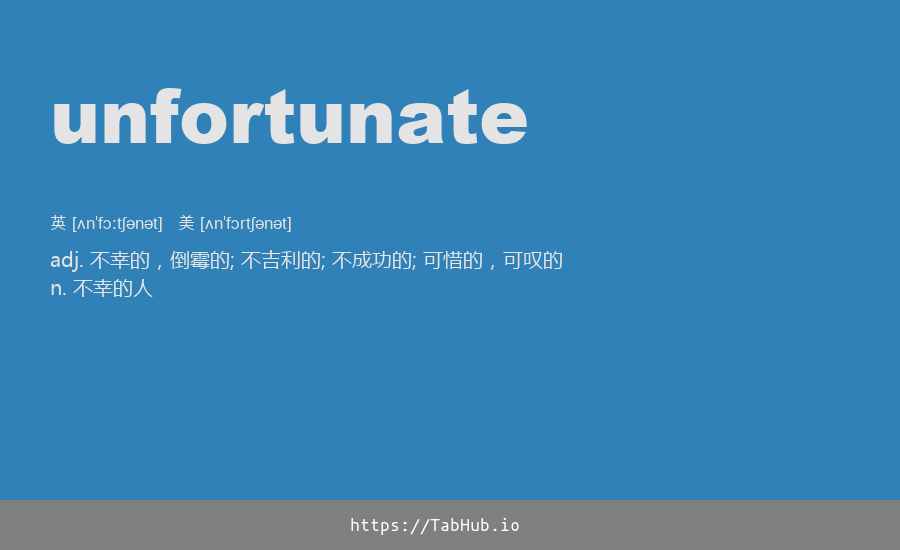 unfortunate
英 [ʌnˈfɔːtʃənət] 美 [ʌnˈfɔrtʃənət]
adj. 不幸的，倒霉的; 不吉利的; 不成功的; 可惜的，可叹的
n. 不幸的人
https://TabHub.io